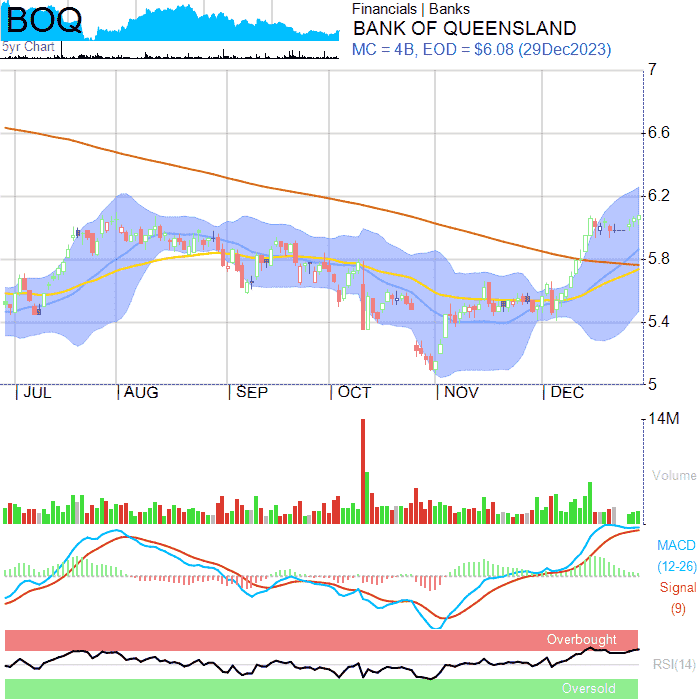 BOQ
5yr Chart
Financials | Banks
BANK OF QUEENSLAND
MC = 4B, EOD = $6.08 (29Dec2023)
7
6.6
6.2
5.8
5.4
5
JUL AUG SEP OCT NOV DEC
14M
Volume
MACD
(12-26)
Signal
(9)
Overbought
RSI(14)
Oversold